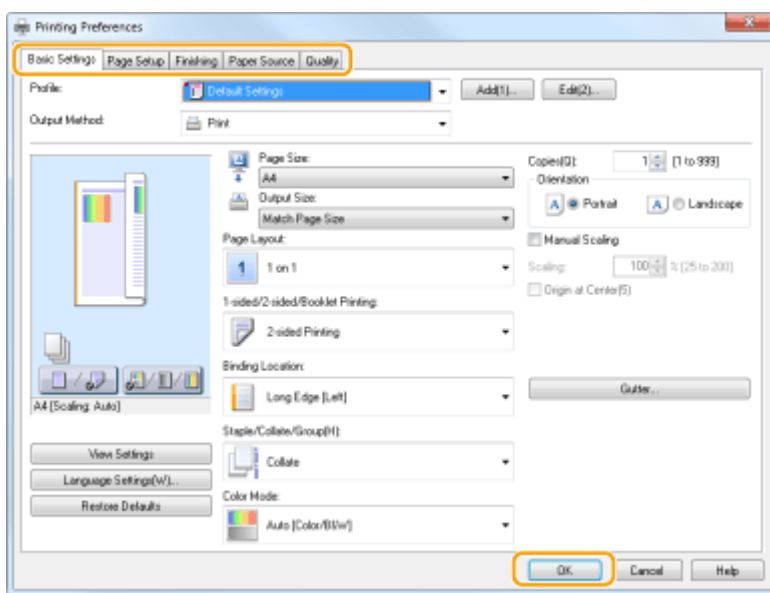 Printing Preferences
Basic Settings Page Setup Finishing Paper Source Quality
Profile: Default Settings Add(1)... Edit(2)...
Output Method: Print
Page Size:
A4
Output Size:
Match Page Size
Copies(Q): 1 [1 to 999]
Orientation
A Portrait A Landscape
Page Layout:
1 1 on 1
Manual Scaling
Scaling: 100 % [25 to 200]
Origin at Center(5)
1-sided/2-sided/Booklet Printing:
2-sided Printing
Binding Location:
Long Edge [Left]
Gutter...
A4 [Scaling: Auto]
Staple/Collate/Group(H):
Collate
View Settings
Language Settings(W)...
Restore Defaults
Color Mode:
Auto [Color/B&W]
OK Cancel Help